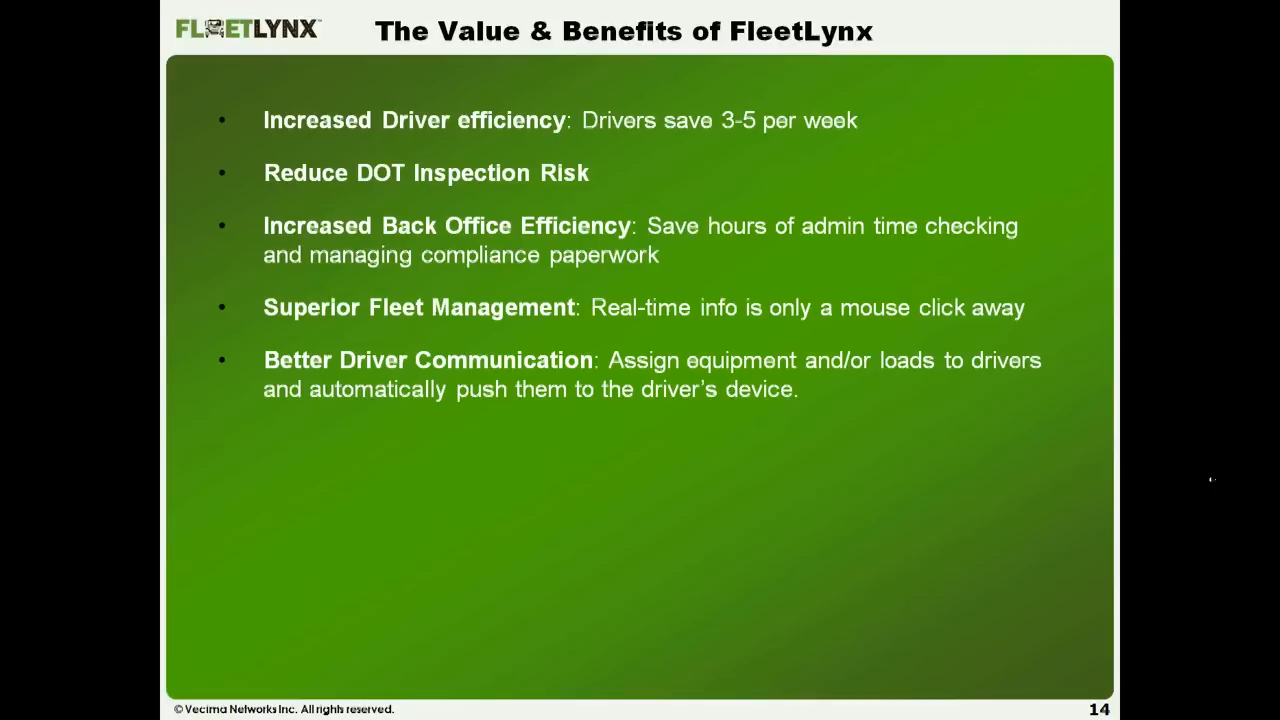 FLEETLYNX™
The Value & Benefits of FleetLynx
• Increased Driver efficiency: Drivers save 3-5 per week
• Reduce DOT Inspection Risk
• Increased Back Office Efficiency: Save hours of admin time checking
and managing compliance paperwork
• Superior Fleet Management: Real-time info is only a mouse click away
• Better Driver Communication: Assign equipment and/or loads to drivers
and automatically push them to the driver’s device.
© Vecima Networks Inc. All rights reserved.
14